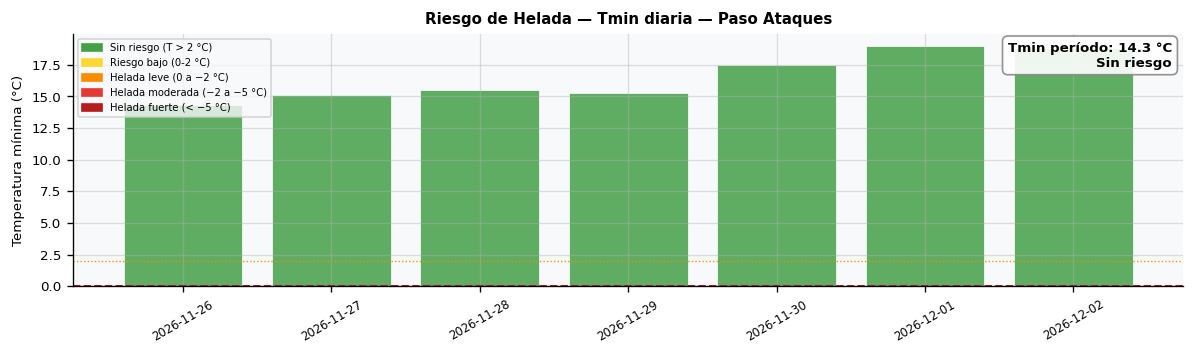 Riesgo de Helada — Tmin diaria — Paso Ataques
Tmin período: 14.3 °C
Sin riesgo
Sin riesgo (T > 2 °C)
Riesgo bajo (0-2 °C)
Helada leve (0 a −2 °C)
Helada moderada (−2 a −5 °C)
Helada fuerte (< −5 °C)
Temperatura mínima (°C)
17.5
15.0
12.5
10.0
7.5
5.0
2.5
0.0
2026-11-26
2026-11-27
2026-11-28
2026-11-29
2026-11-30
2026-12-01
2026-12-02